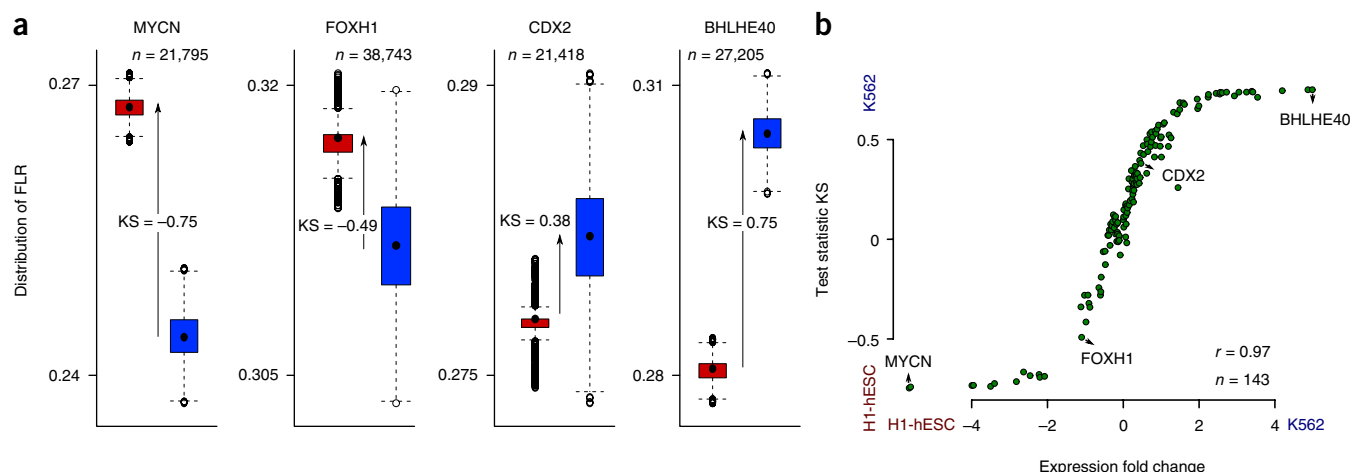 a
MYCN
FOXH1
CDX2
BHLHE40
n = 21,795
n = 38,743
n = 21,418
n = 27,205
Distribution of FLR
0.27
0.24
KS = –0.75
0.32
0.305
KS = –0.49
0.29
0.275
KS = 0.38
0.31
0.28
KS = 0.75
b
K562
Test statistic KS
H1-hESC
0.5
0
–0.5
BHLHE40
CDX2
FOXH1
MYCN
r = 0.97
n = 143
H1-hESC
–4
–2
0
2
4
K562
Expression fold change